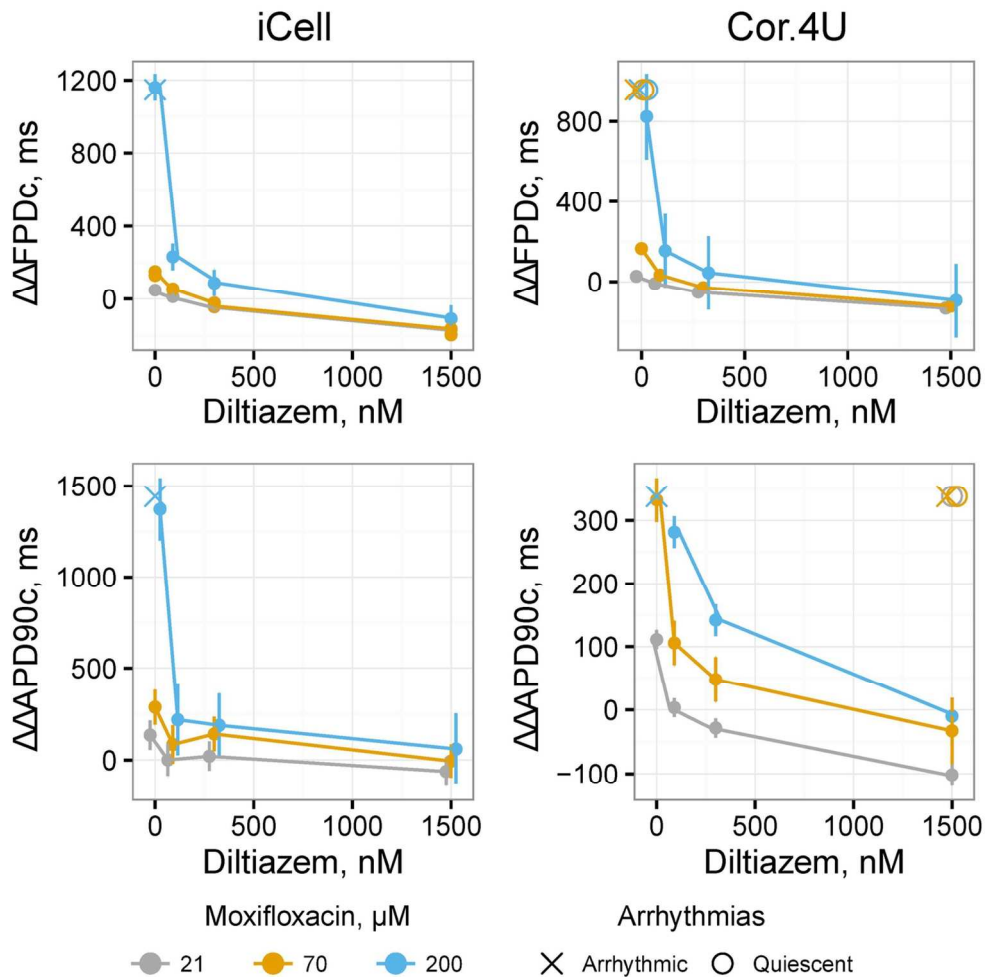 iCell
Cor.4U
ΔΔFPDc, ms
1200
800
400
0
0 500 1000 1500
Diltiazem, nM
ΔΔFPDc, ms
800
400
0
0 500 1000 1500
Diltiazem, nM
ΔΔAPD90c, ms
1500
1000
500
0
0 500 1000 1500
Diltiazem, nM
ΔΔAPD90c, ms
300
200
100
0
−100
0 500 1000 1500
Diltiazem, nM
Moxifloxacin, µM
Arrhythmias
21 70 200
Arrhythmic Quiescent